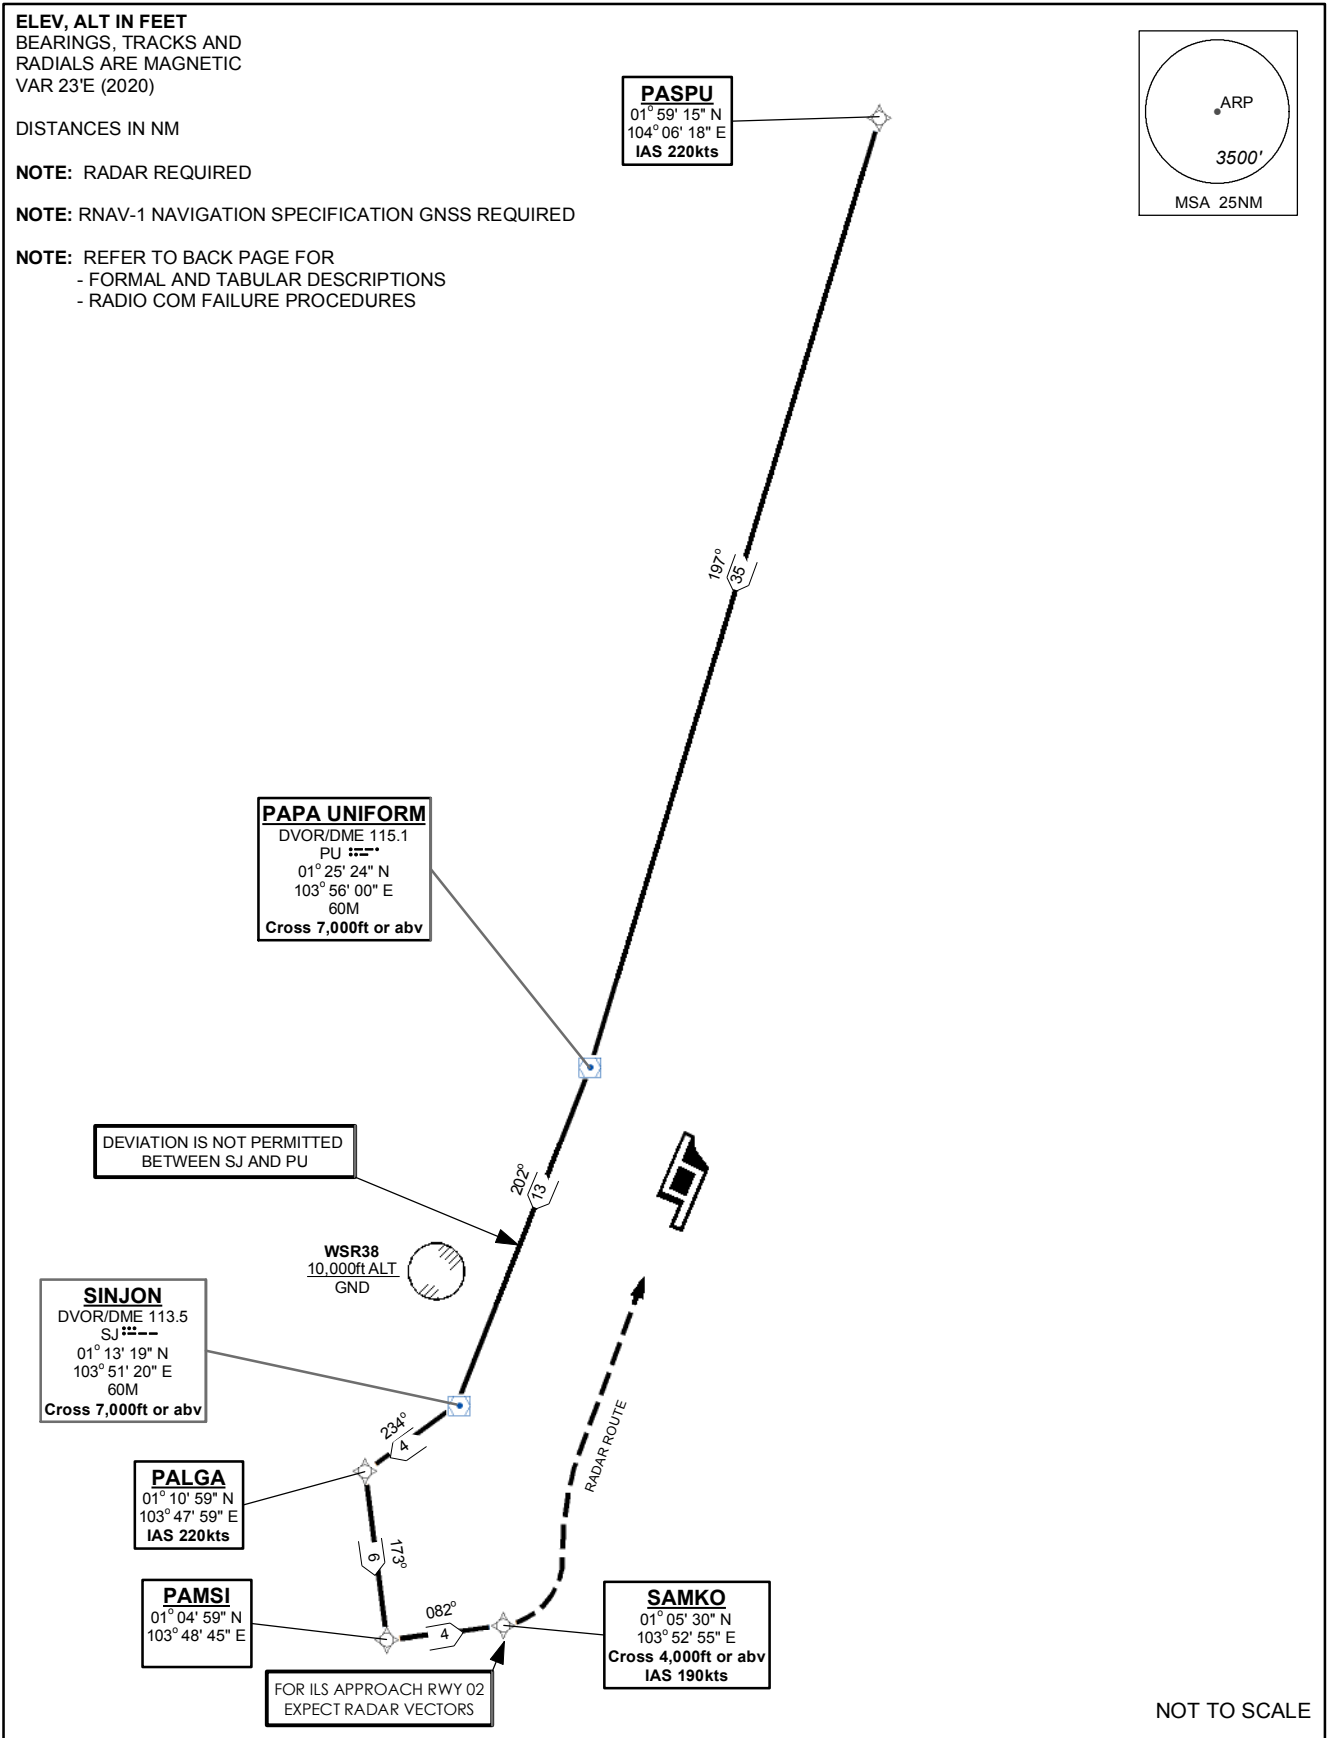 ELEV, ALT IN FEET
BEARINGS, TRACKS AND
RADIALS ARE MAGNETIC
VAR 23'E (2020)
DISTANCES IN NM
NOTE: RADAR REQUIRED
NOTE: RNAV-1 NAVIGATION SPECIFICATION GNSS REQUIRED
NOTE: REFER TO BACK PAGE FOR
- FORMAL AND TABULAR DESCRIPTIONS
- RADIO COM FAILURE PROCEDURES
PASPU
01° 59' 15" N
104° 06' 18" E
IAS 220kts
ARP
3500'
MSA 25NM
197°
35
PAPA UNIFORM
DVOR/DME 115.1
PU
01° 25' 24" N
103° 56' 00" E
60M
Cross 7,000ft or abv
DEVIATION IS NOT PERMITTED
BETWEEN SJ AND PU
202°
13
WSR38
10,000ft ALT
GND
SINJON
DVOR/DME 113.5
SJ
01° 13' 19" N
103° 51' 20" E
60M
Cross 7,000ft or abv
234°
4
RADAR ROUTE
PALGA
01° 10' 59" N
103° 47' 59" E
IAS 220kts
173°
6
PAMSI
01° 04' 59" N
103° 48' 45" E
082°
4
SAMKO
01° 05' 30" N
103° 52' 55" E
Cross 4,000ft or abv
IAS 190kts
FOR ILS APPROACH RWY 02
EXPECT RADAR VECTORS
NOT TO SCALE